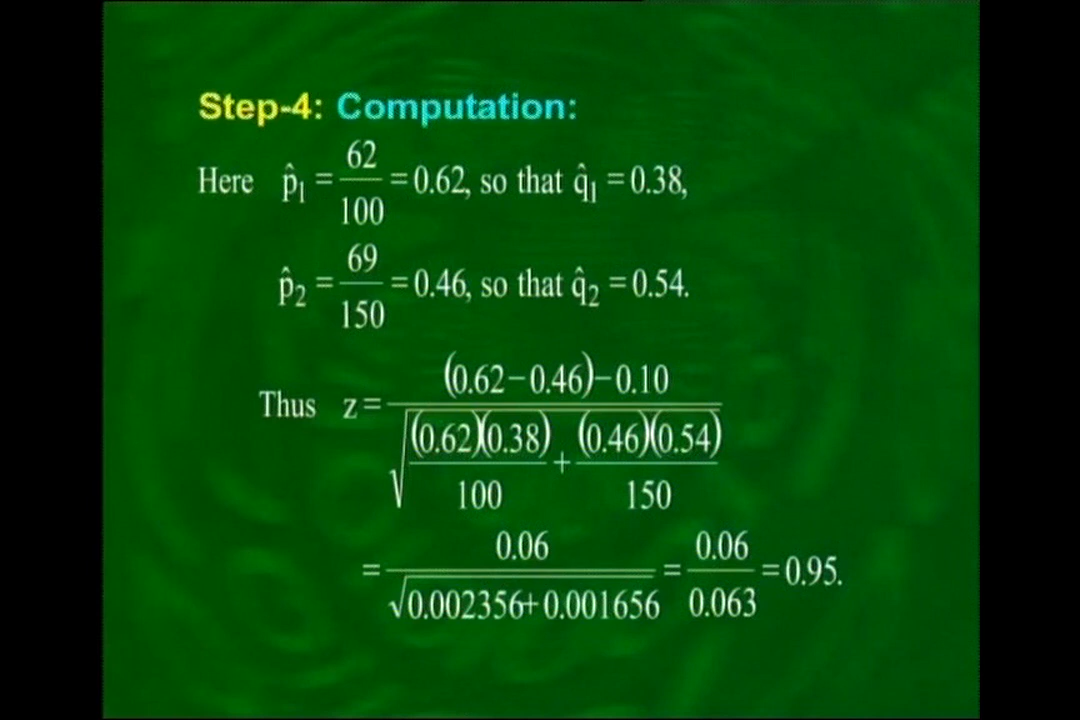 Step-4: Computation:
Here p̂₁ = 62/100 = 0.62, so that q̂₁ = 0.38,
p̂₂ = 69/150 = 0.46, so that q̂₂ = 0.54.
Thus z = ((0.62−0.46)−0.10)/√((0.62)(0.38)/100 + (0.46)(0.54)/150)
= 0.06/√(0.002356+0.001656) = 0.06/0.063 = 0.95.